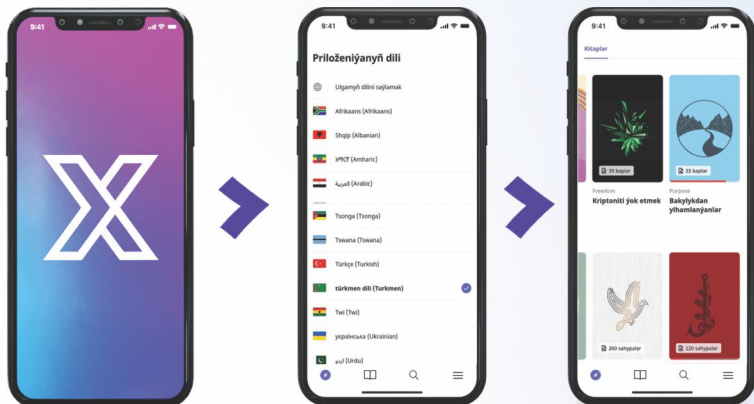 9:41
X
9:41
Priloženiýanyň dili
Ulgamyň dilini saýlamak
Afrikaans (Afrikaans)
Shqip (Albanian)
አማርኛ (Amharic)
العربية (Arabic)
Tsonga (Tsonga)
Tswana (Tswana)
Türkçe (Turkish)
türkmen dili (Turkmen)
Twi (Twi)
українська (Ukrainian)
اردو (Urdu)
9:41
Kitaplar
39 baplar
33 baplar
Freedom
Purpose
Kriptoniti ýok etmek
Bakylykdan
ylhamlanýanlar
260 sahypalar
220 sahypalar